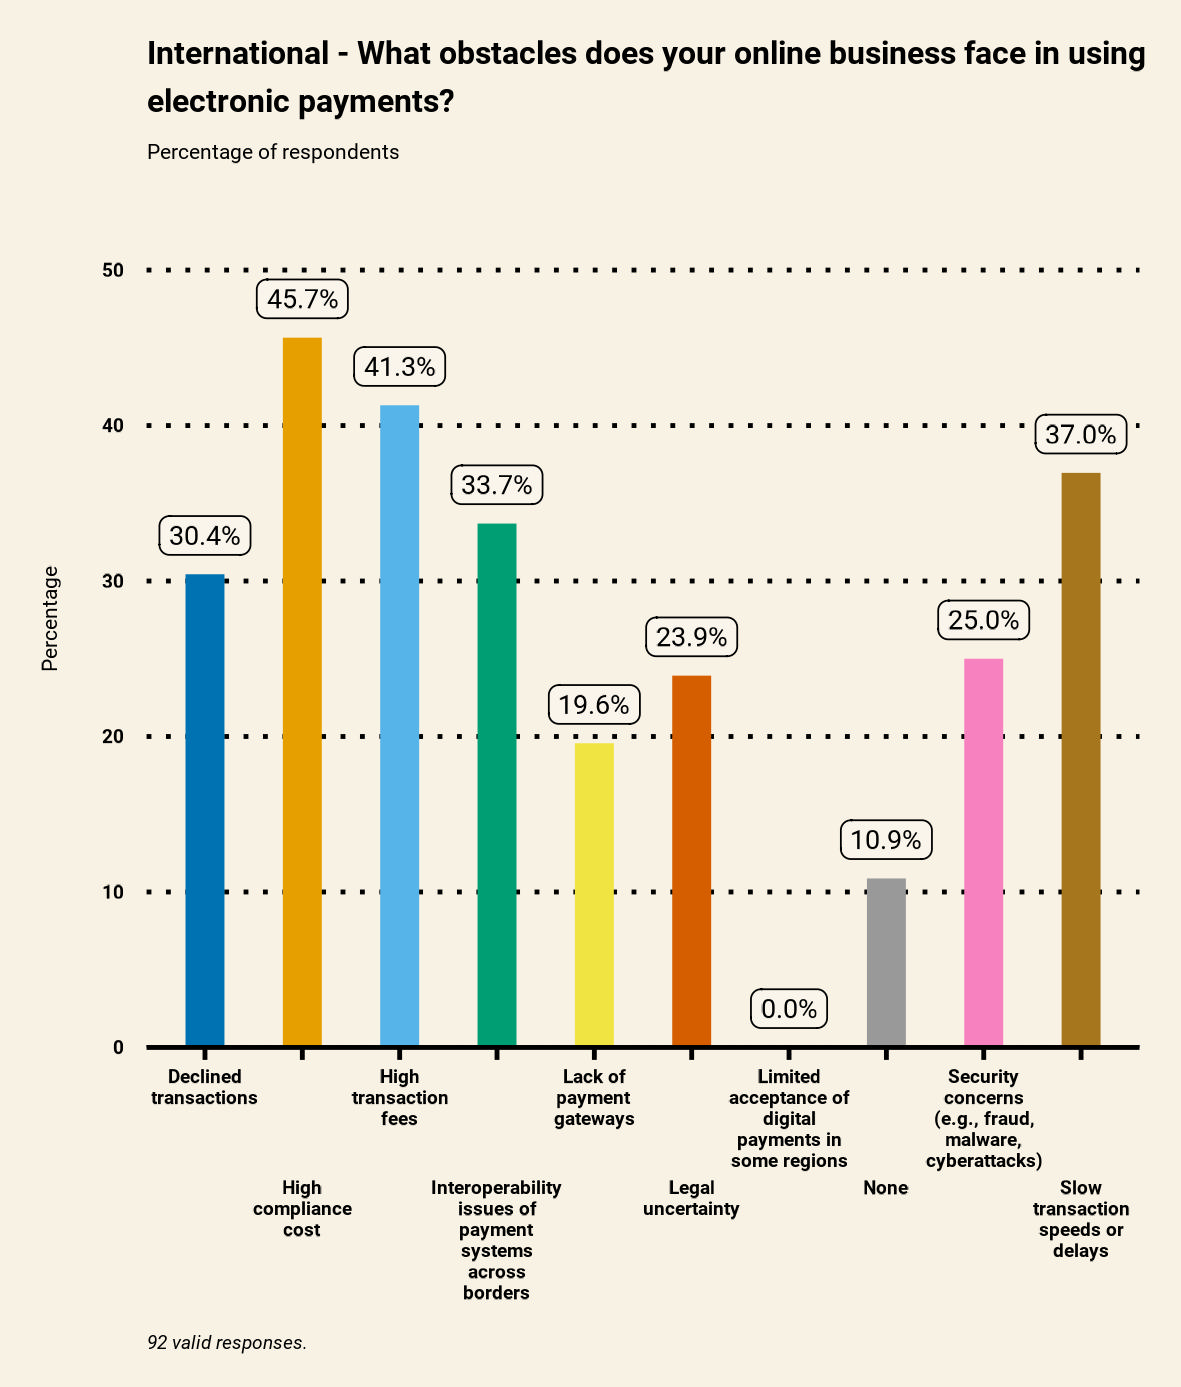 International - What obstacles does your online business face in using
electronic payments?
Percentage of respondents
50
45.7%
41.3%
40
37.0%
33.7%
30.4%
30
Percentage
25.0%
23.9%
19.6%
20
10.9%
10
0.0%
0
Declined
transactions
High
transaction
fees
Lack of
payment
gateways
Limited
acceptance of
digital
payments in
some regions
Security
concerns
(e.g., fraud,
malware,
cyberattacks)
High
compliance
cost
Interoperability
issues of
payment
systems
across
borders
Legal
uncertainty
None
Slow
transaction
speeds or
delays
92 valid responses.